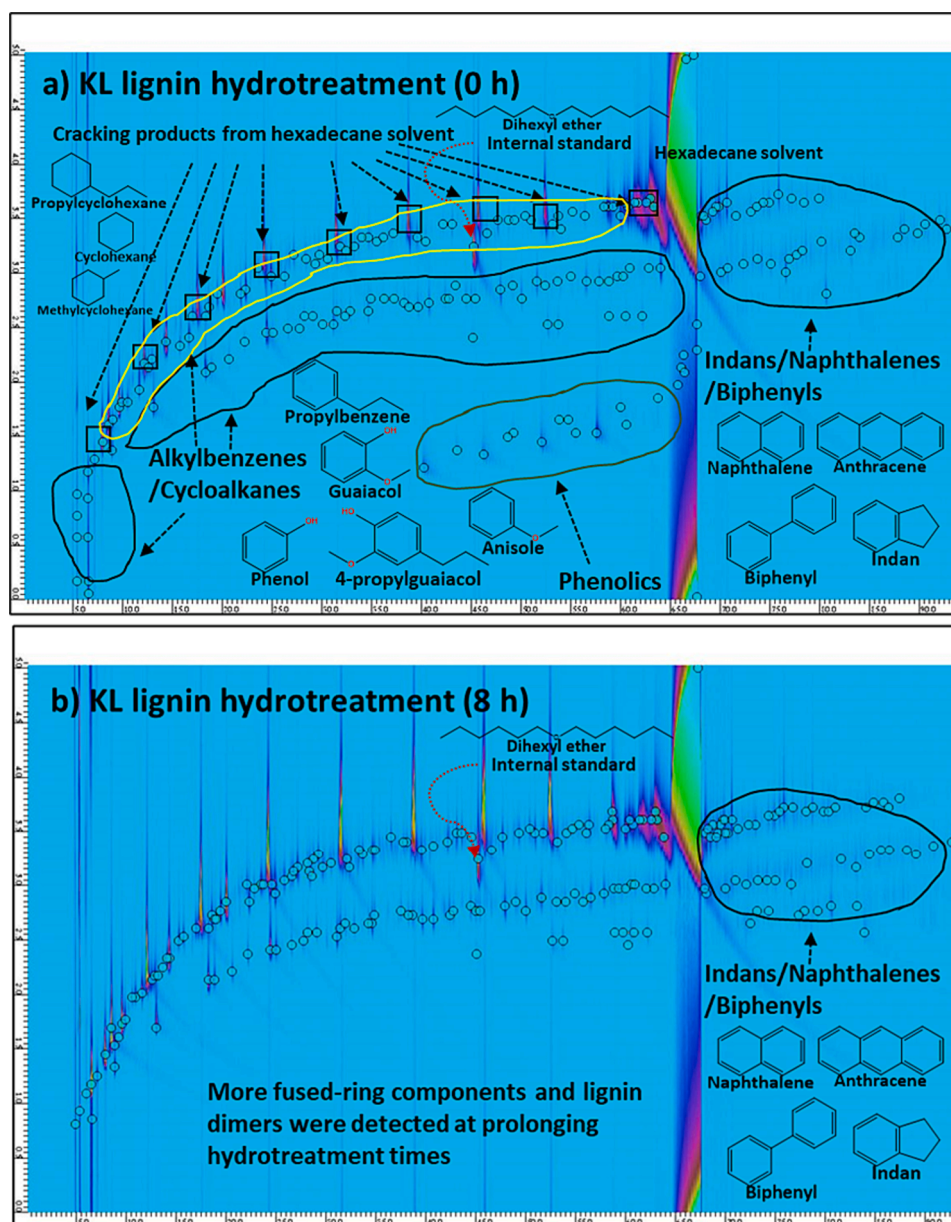 a) KL lignin hydrotreatment (0 h)
Cracking products from hexadecane solvent
Dihexyl ether
Internal standard
Hexadecane solvent
Propylcyclohexane
Cyclohexane
Methylcyclohexane
Indans/Naphthalenes
/Biphenyls
Propylbenzene
OH
O
Guaiacol
Alkylbenzenes
/Cycloalkanes
Naphthalene
Anthracene
OH
Phenol
HO
O
4-propylguaiacol
O
Anisole
Phenolics
Biphenyl
Indan
b) KL lignin hydrotreatment (8 h)
Dihexyl ether
Internal standard
Indans/Naphthalenes
/Biphenyls
Naphthalene
Anthracene
More fused-ring components and lignin
dimers were detected at prolonging
hydrotreatment times
Biphenyl
Indan